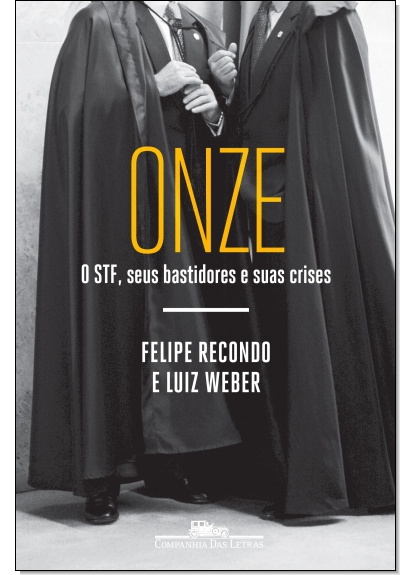 ONZE
O STF, seus bastidores e suas crises
FELIPE RECONDO
E LUIZ WEBER
COMPANHIA DAS LETRAS